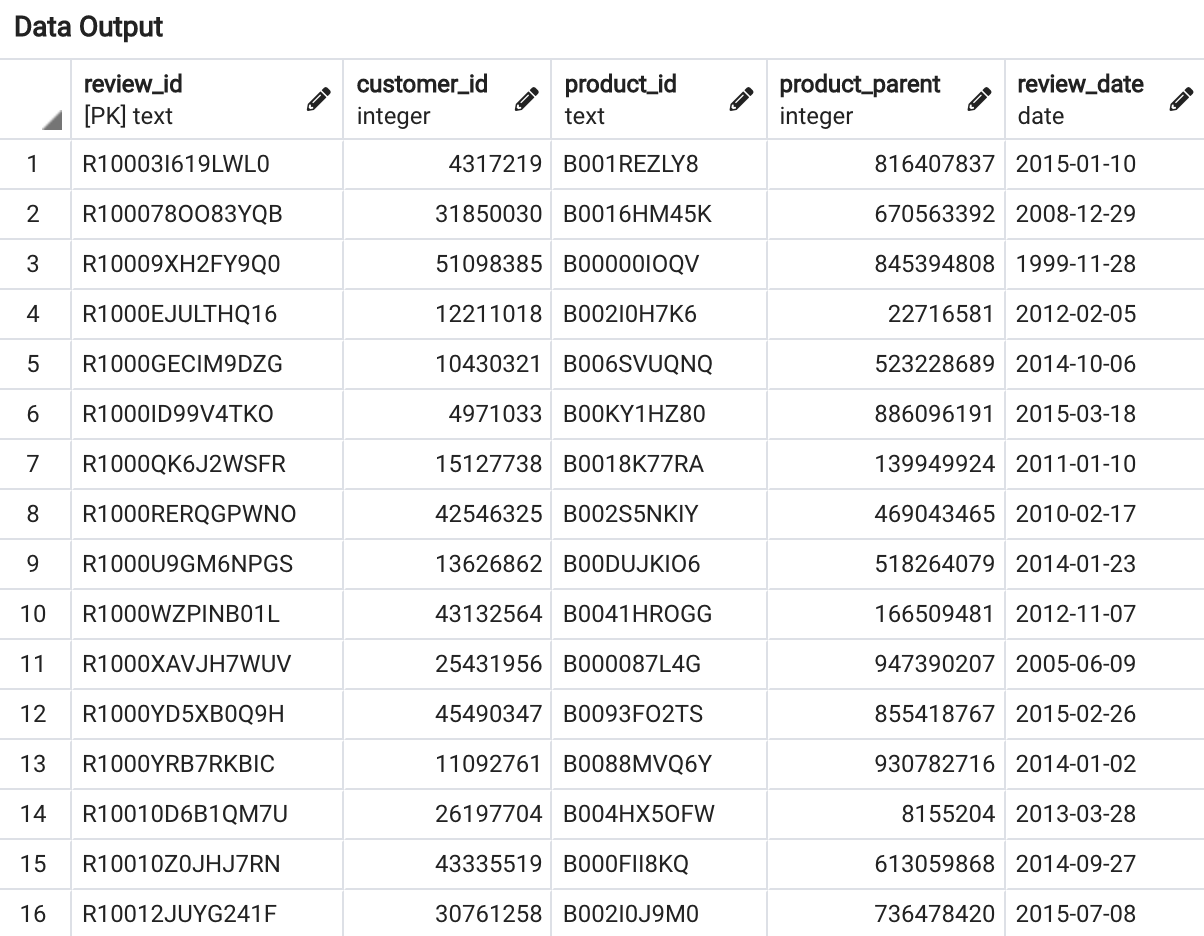 Data Output
review_id customer_id product_id product_parent review_date
[PK] text integer text integer date
1 R10003I619LWL0 4317219 B001REZLY8 816407837 2015-01-10
2 R100078OO83YQB 31850030 B0016HM45K 670563392 2008-12-29
3 R10009XH2FY9Q0 51098385 B00000IOQV 845394808 1999-11-28
4 R1000EJULTHQ16 12211018 B002I0H7K6 22716581 2012-02-05
5 R1000GECIM9DZG 10430321 B006SVUQNQ 523228689 2014-10-06
6 R1000ID99V4TKO 4971033 B00KY1HZ80 886096191 2015-03-18
7 R1000QK6J2WSFR 15127738 B0018K77RA 139949924 2011-01-10
8 R1000RERQGPWNO 42546325 B002S5NKIY 469043465 2010-02-17
9 R1000U9GM6NPGS 13626862 B00DUJKIO6 518264079 2014-01-23
10 R1000WZPINB01L 43132564 B0041HROGG 166509481 2012-11-07
11 R1000XAVJH7WUV 25431956 B000087L4G 947390207 2005-06-09
12 R1000YD5XB0Q9H 45490347 B0093FO2TS 855418767 2015-02-26
13 R1000YRB7RKBIC 11092761 B0088MVQ6Y 930782716 2014-01-02
14 R10010D6B1QM7U 26197704 B004HX5OFW 8155204 2013-03-28
15 R10010Z0JHJ7RN 43335519 B000FII8KQ 613059868 2014-09-27
16 R10012JUYG241F 30761258 B002I0J9M0 736478420 2015-07-08